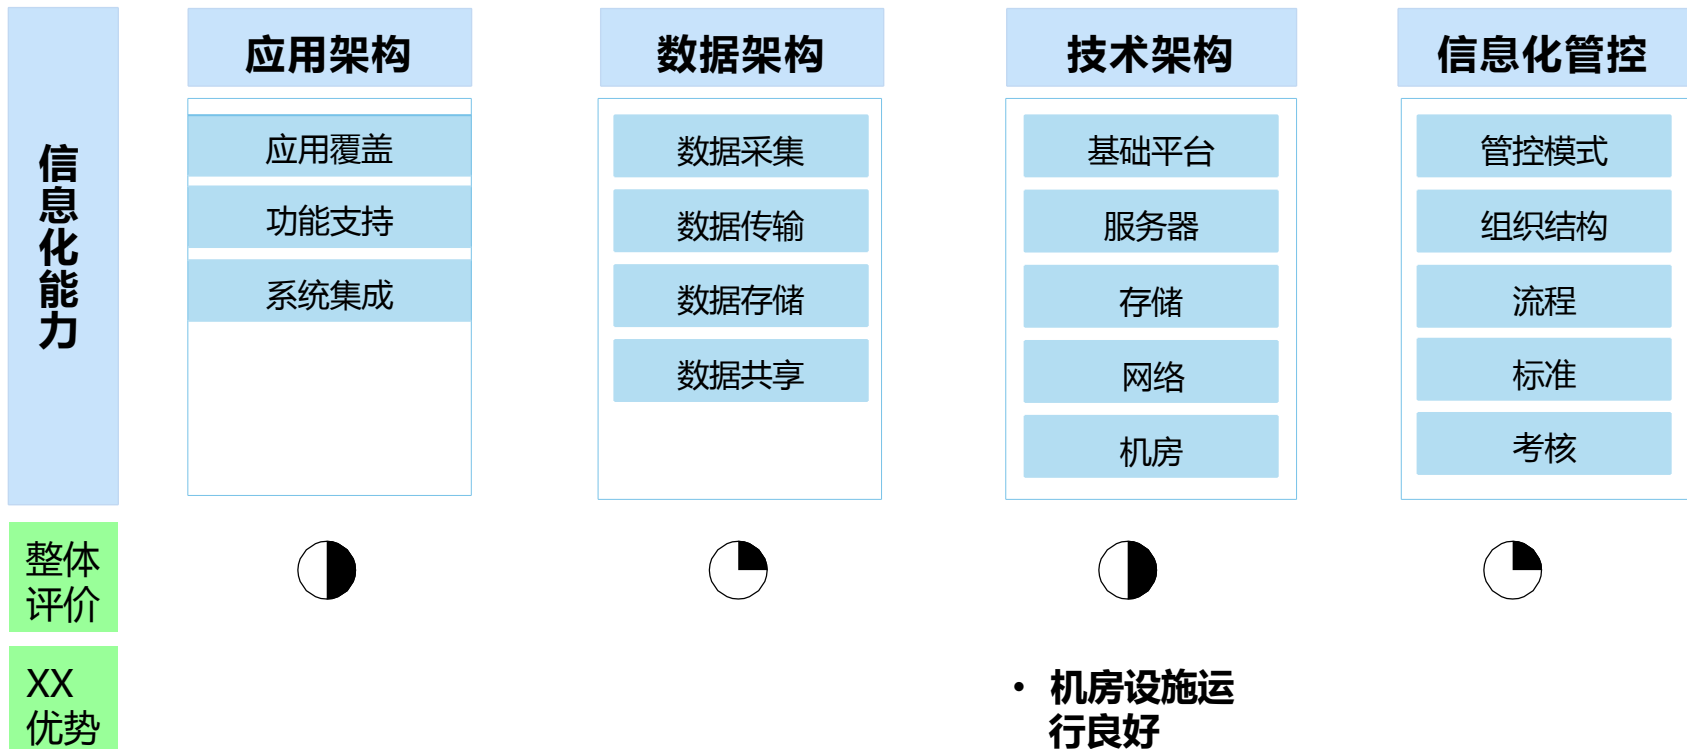 信息化能力
应用架构
应用覆盖
功能支持
系统集成
数据架构
数据采集
数据传输
数据存储
数据共享
技术架构
基础平台
服务器
存储
网络
机房
信息化管控
管控模式
组织结构
流程
标准
考核
整体
评价
XX
优势
• 机房设施运
行良好